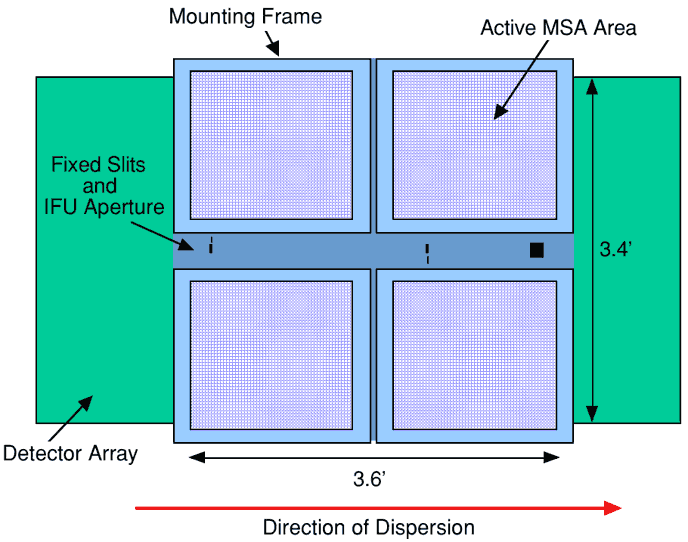 Mounting Frame
Active MSA Area
Fixed Slits
and
IFU Aperture
3.4’
Detector Array
3.6’
Direction of Dispersion